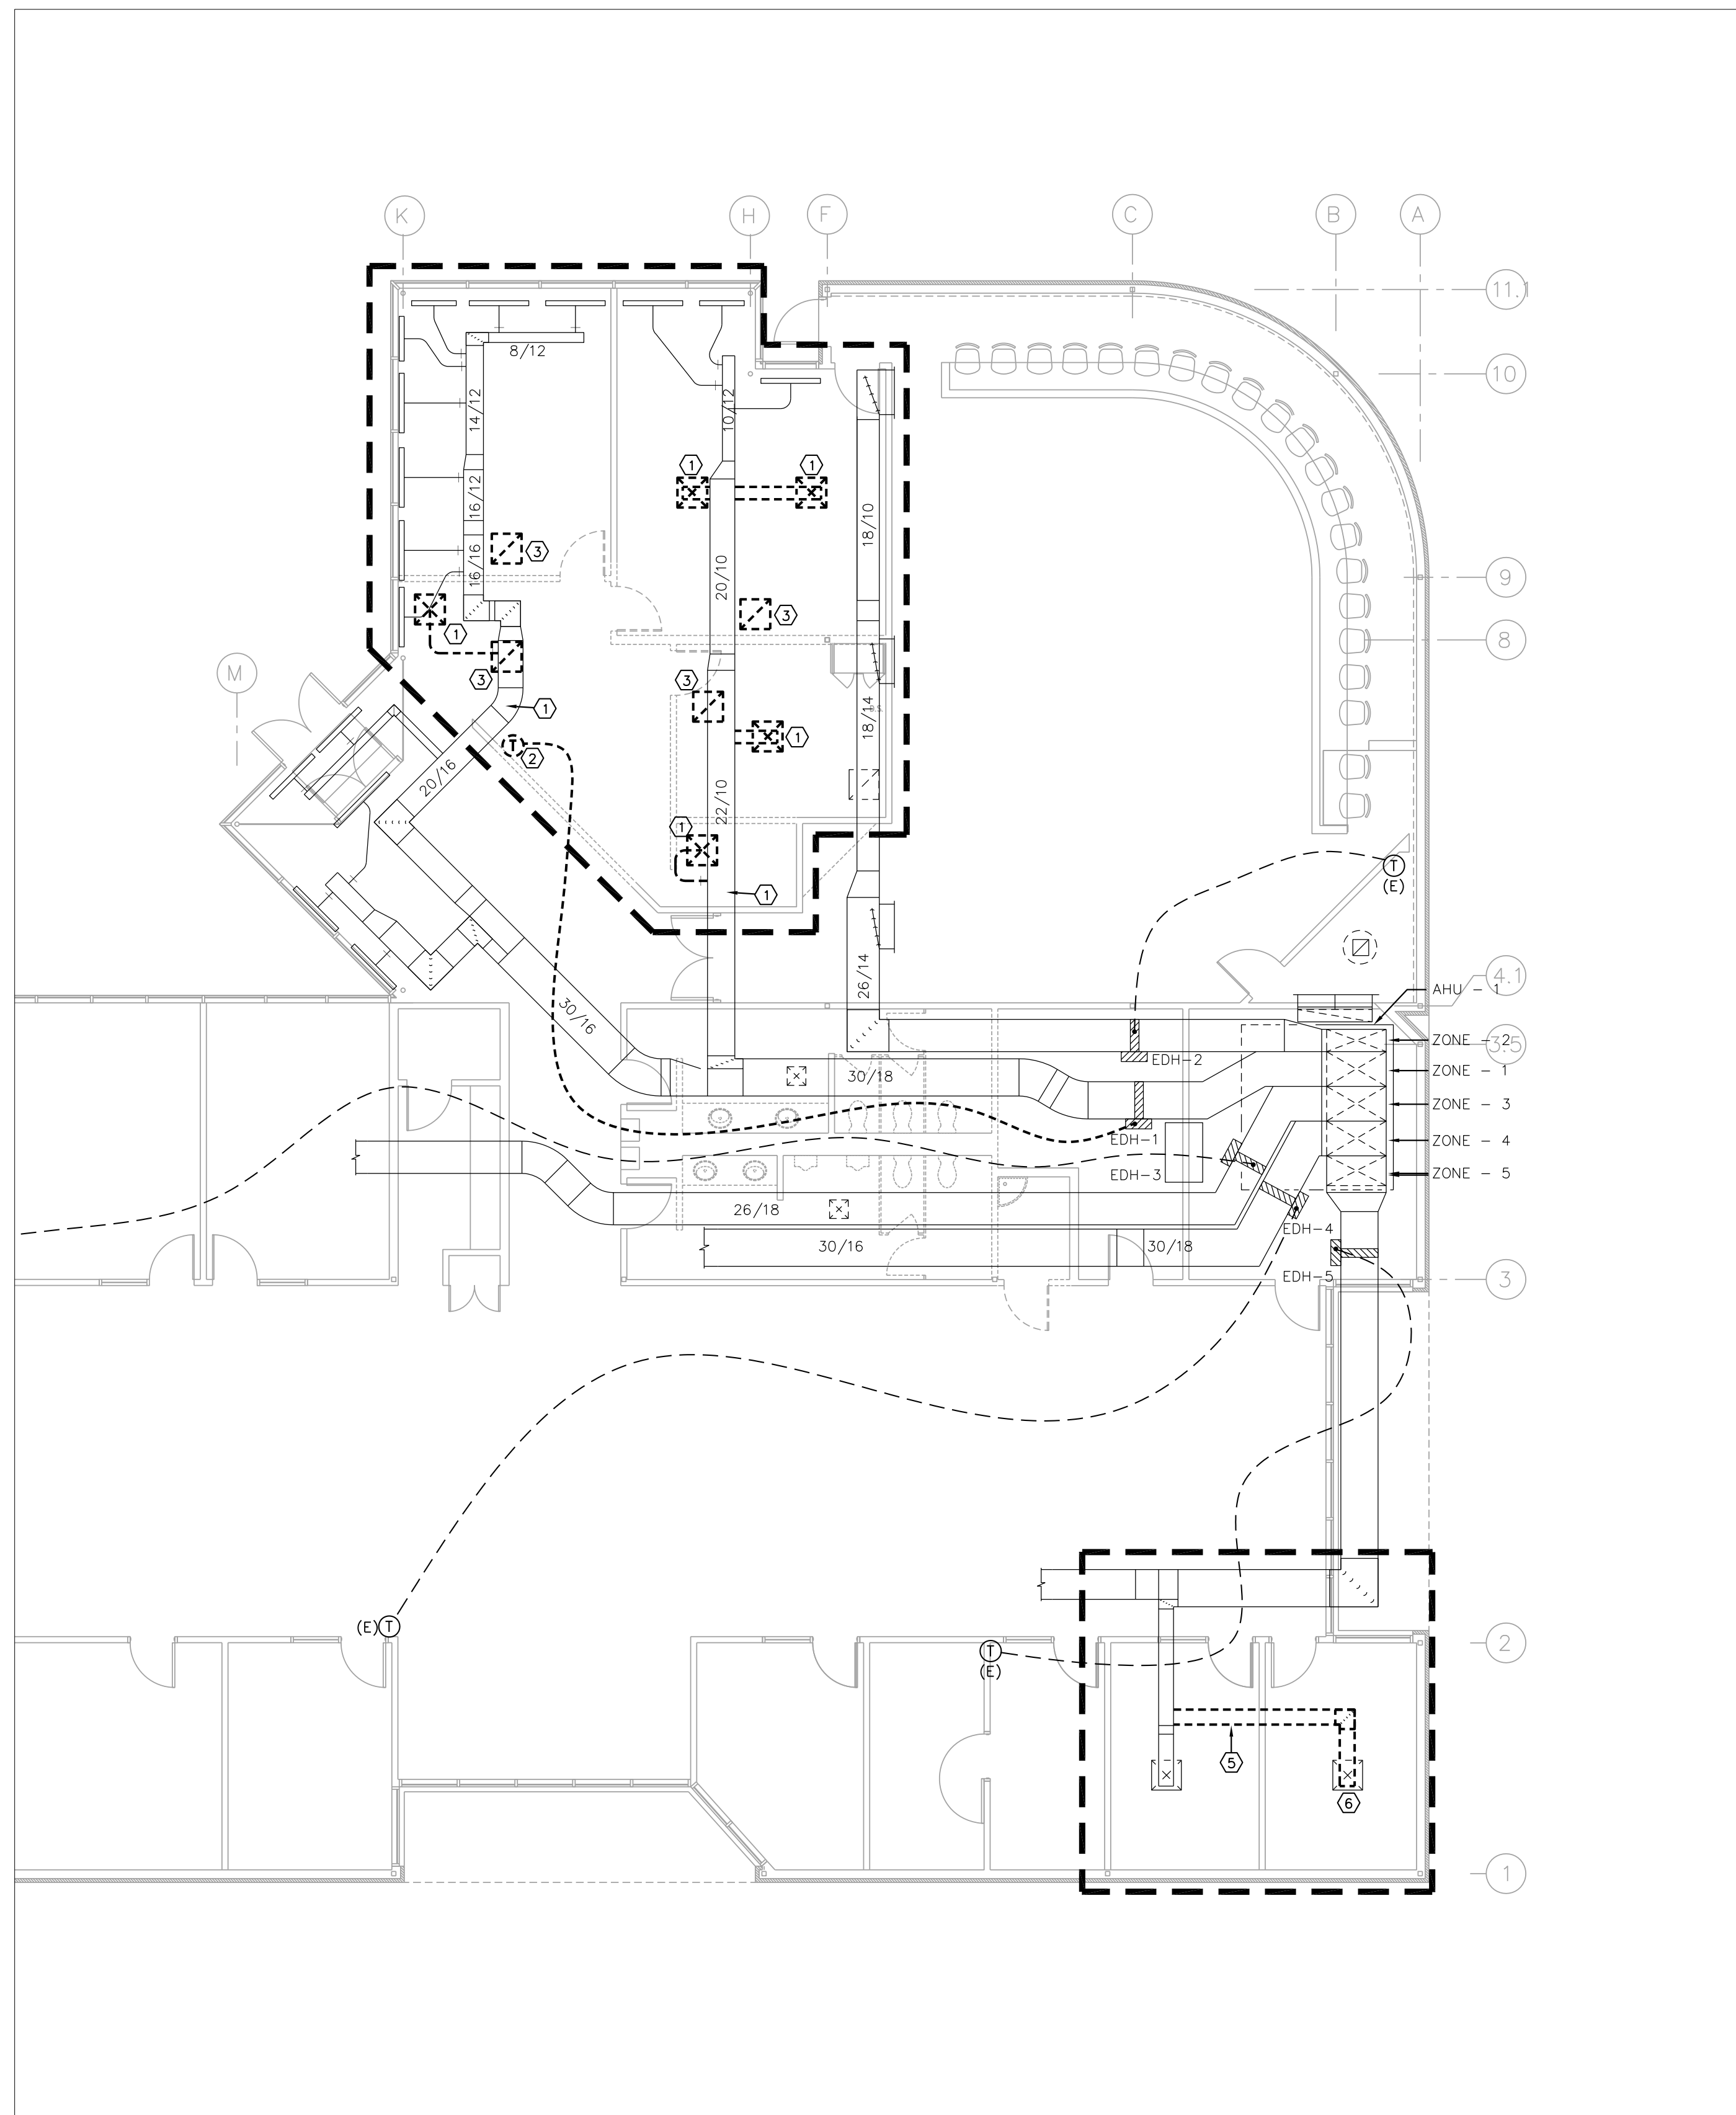 K
H
F
C
B
A
11.1
10
8/12
14/12
10/12
1
1
16/12
18/10
3
16/16
20/10
9
1
3
8
M
3
3
1
18/14
1
T
2
20/16
22/10
1
T
(E)
1
26/14
4.1
AHU - 1
30/16
EDH-2
ZONE - 2
3.5
30/18
ZONE - 1
ZONE - 3
EDH-1
ZONE - 4
EDH-3
ZONE - 5
26/18
EDH-4
30/16
30/18
EDH-5
3
(E) T
2
T
(E)
5
6
1